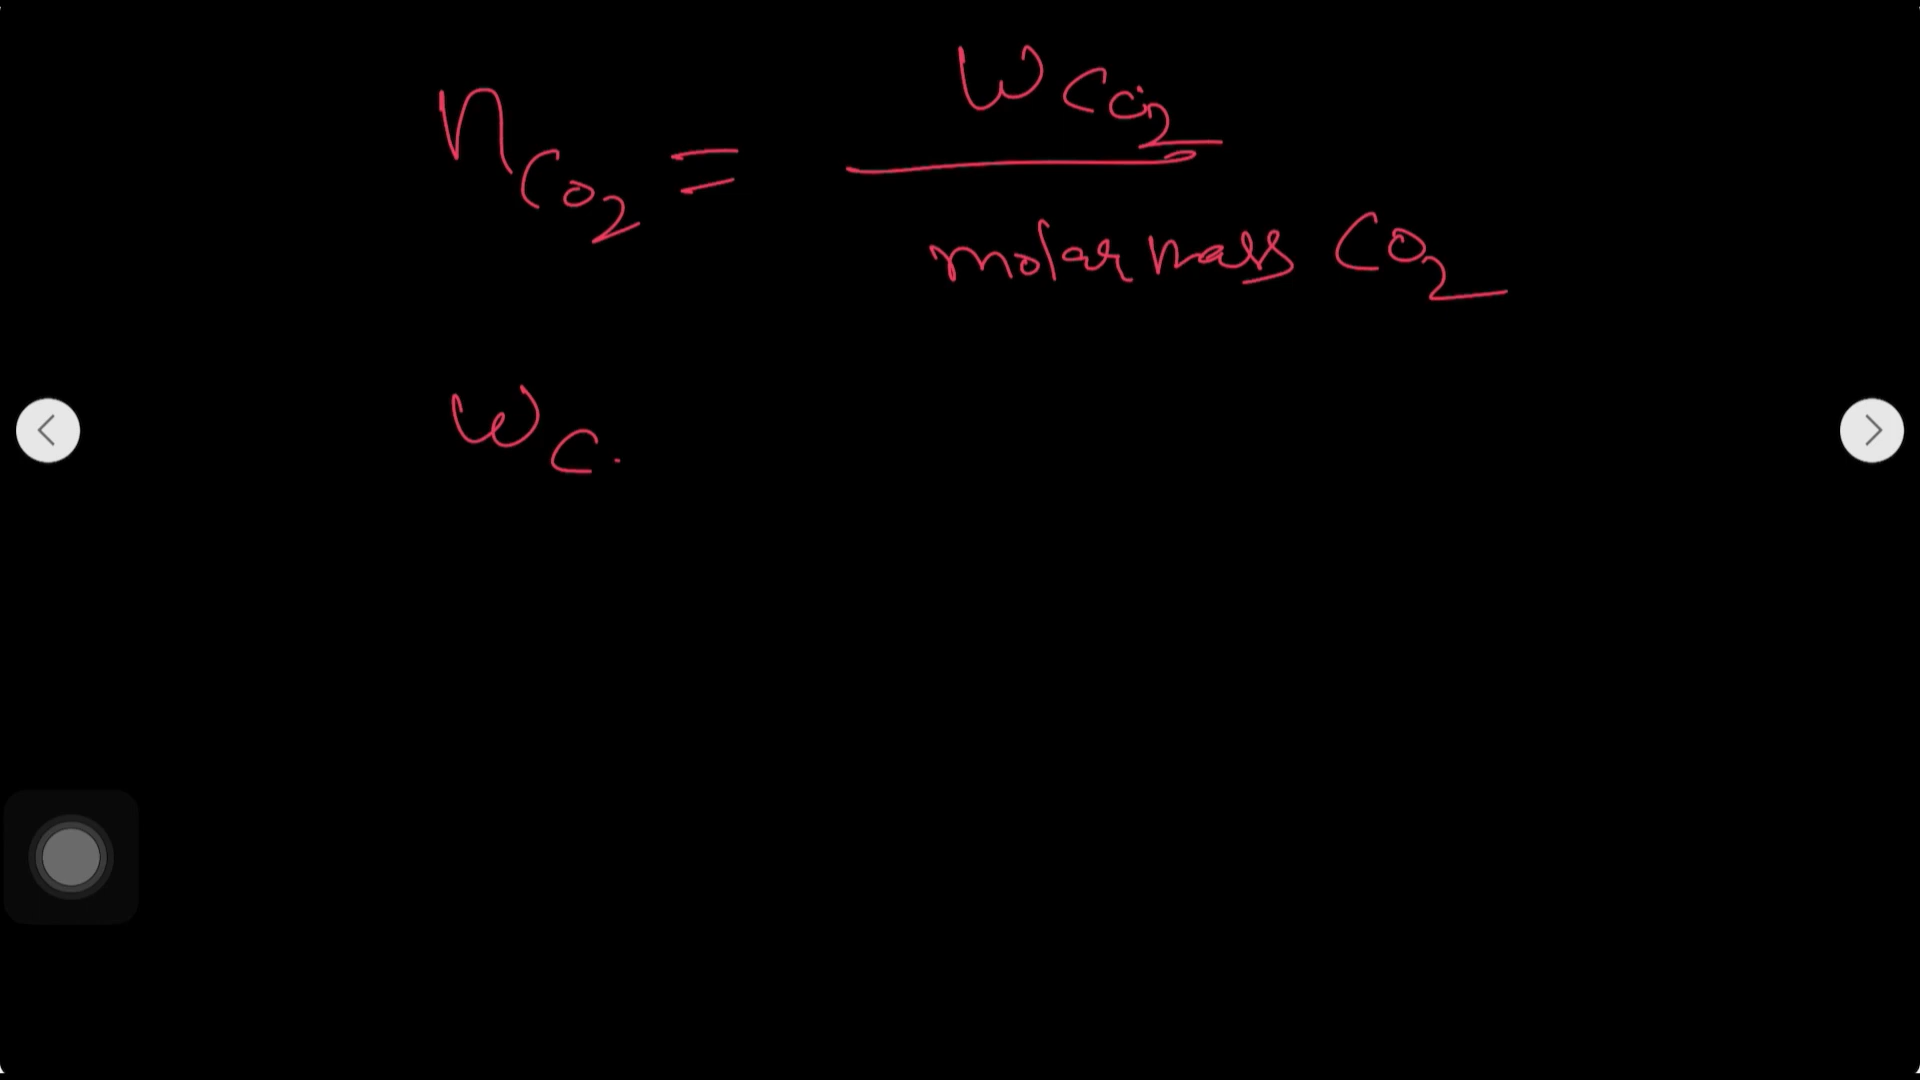 n_CO₂ = W_CO₂
molar mass CO₂
W_C.